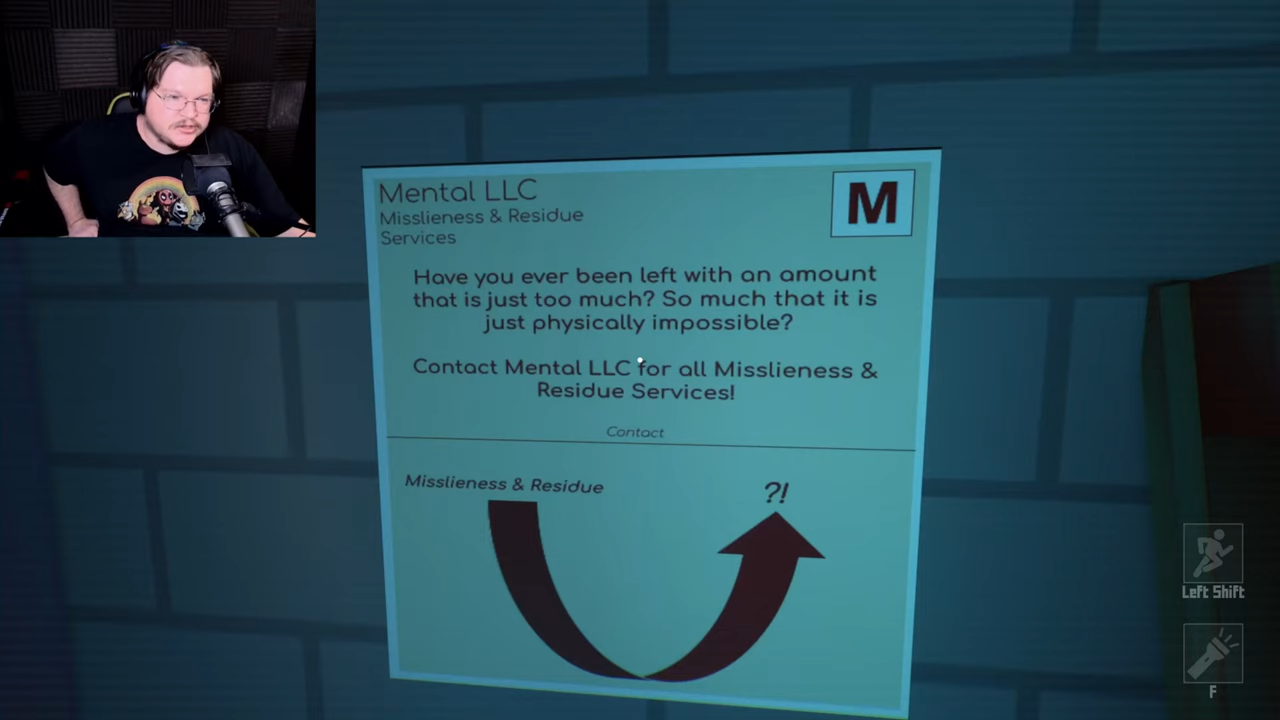 Mental LLC
Misslieness & Residue
Services
M
Have you ever been left with an amount
that is just too much? So much that it is
just physically impossible?
Contact Mental LLC for all Misslieness &
Residue Services!
Contact
Misslieness & Residue
?!
Left Shift
F